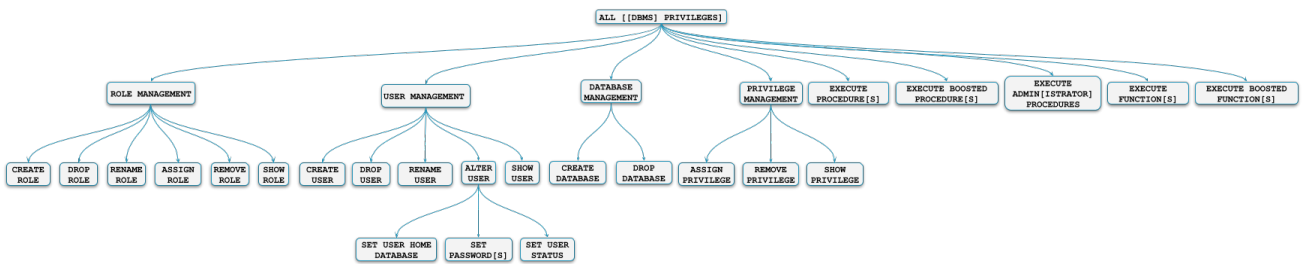 ALL [[DBMS] PRIVILEGES]
ROLE MANAGEMENT
USER MANAGEMENT
DATABASE
MANAGEMENT
PRIVILEGE
MANAGEMENT
EXECUTE
PROCEDURE[S]
EXECUTE BOOSTED
PROCEDURE[S]
EXECUTE
ADMIN[ISTRATOR]
PROCEDURES
EXECUTE
FUNCTION[S]
EXECUTE BOOSTED
FUNCTION[S]
CREATE
ROLE
DROP
ROLE
RENAME
ROLE
ASSIGN
ROLE
REMOVE
ROLE
SHOW
ROLE
CREATE
USER
DROP
USER
RENAME
USER
ALTER
USER
SHOW
USER
CREATE
DATABASE
DROP
DATABASE
ASSIGN
PRIVILEGE
REMOVE
PRIVILEGE
SHOW
PRIVILEGE
SET USER HOME
DATABASE
SET
PASSWORD[S]
SET USER
STATUS